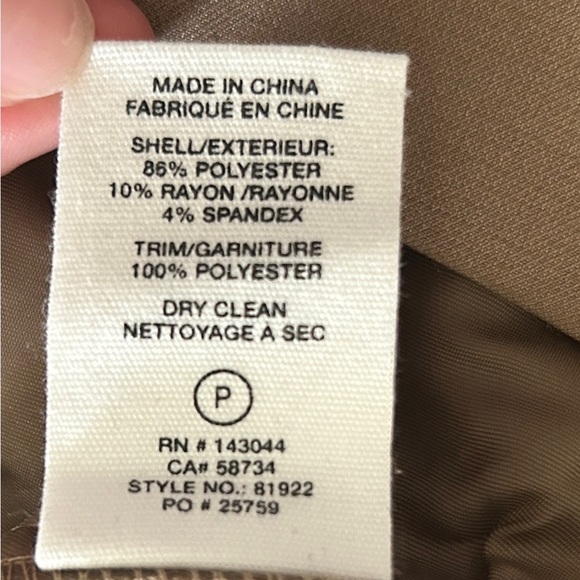 MADE IN CHINA
FABRIQUÉ EN CHINE
SHELL/EXTERIEUR:
86% POLYESTER
10% RAYON /RAYONNE
4% SPANDEX
TRIM/GARNITURE
100% POLYESTER
DRY CLEAN
NETTOYAGE À SEC
P
RN # 143044
CA# 58734
STYLE NO.: 81922
PO # 25759